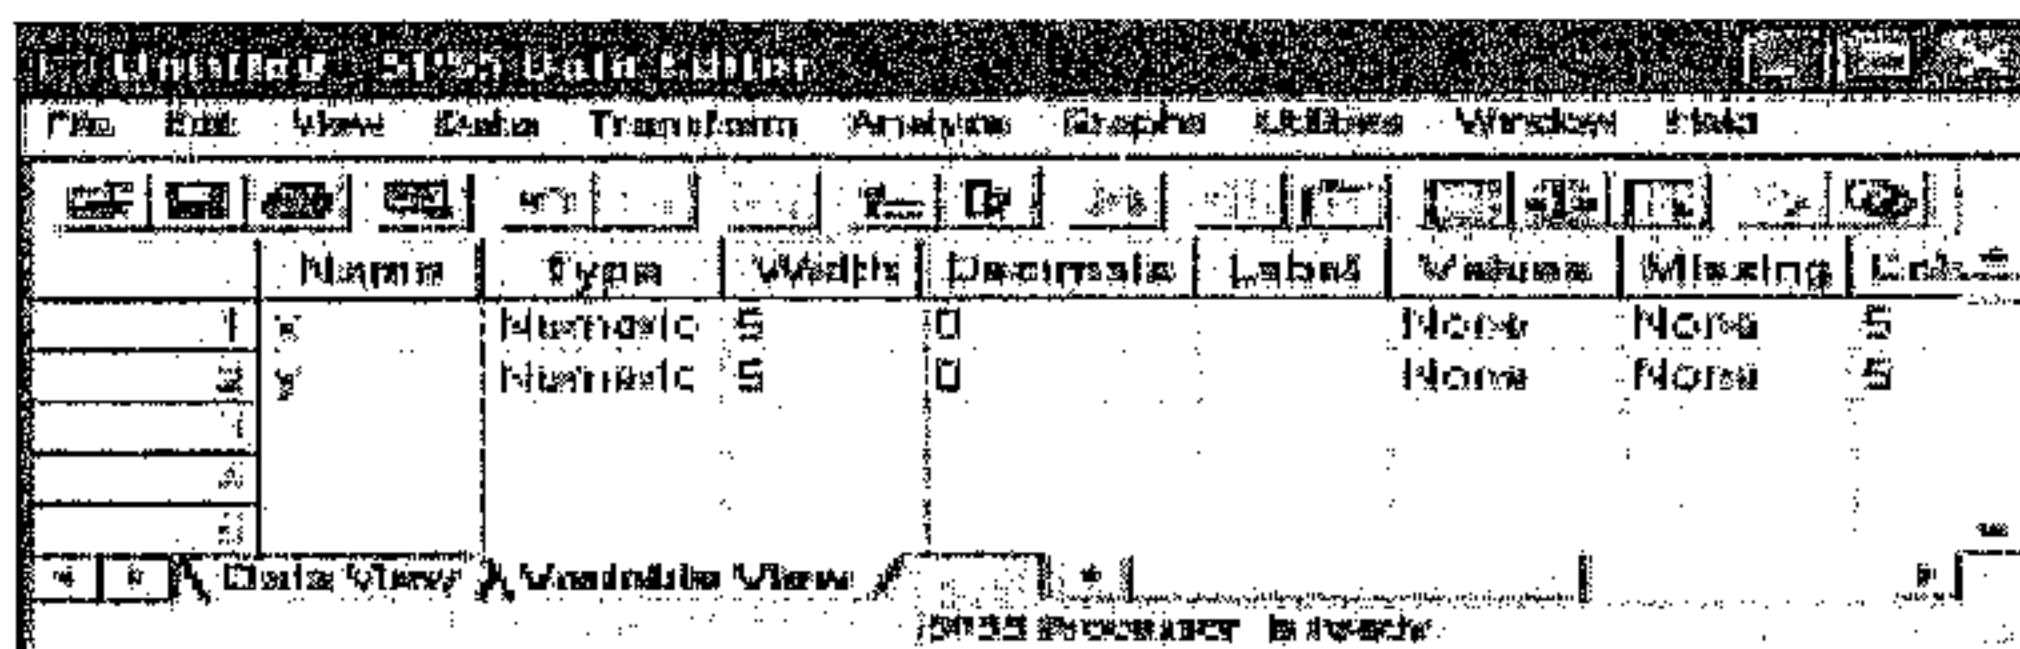 Untitled - SPSS Data Editor
File Edit View Data Transform Analyze Graphs Utilities Window Help
Name Type Width Decimals Label Values Missing
1 Numeric 5 0 None None 5
2 Numeric 5 0 None None 5
4
5
Data View Variable View
SPSS Processor is ready